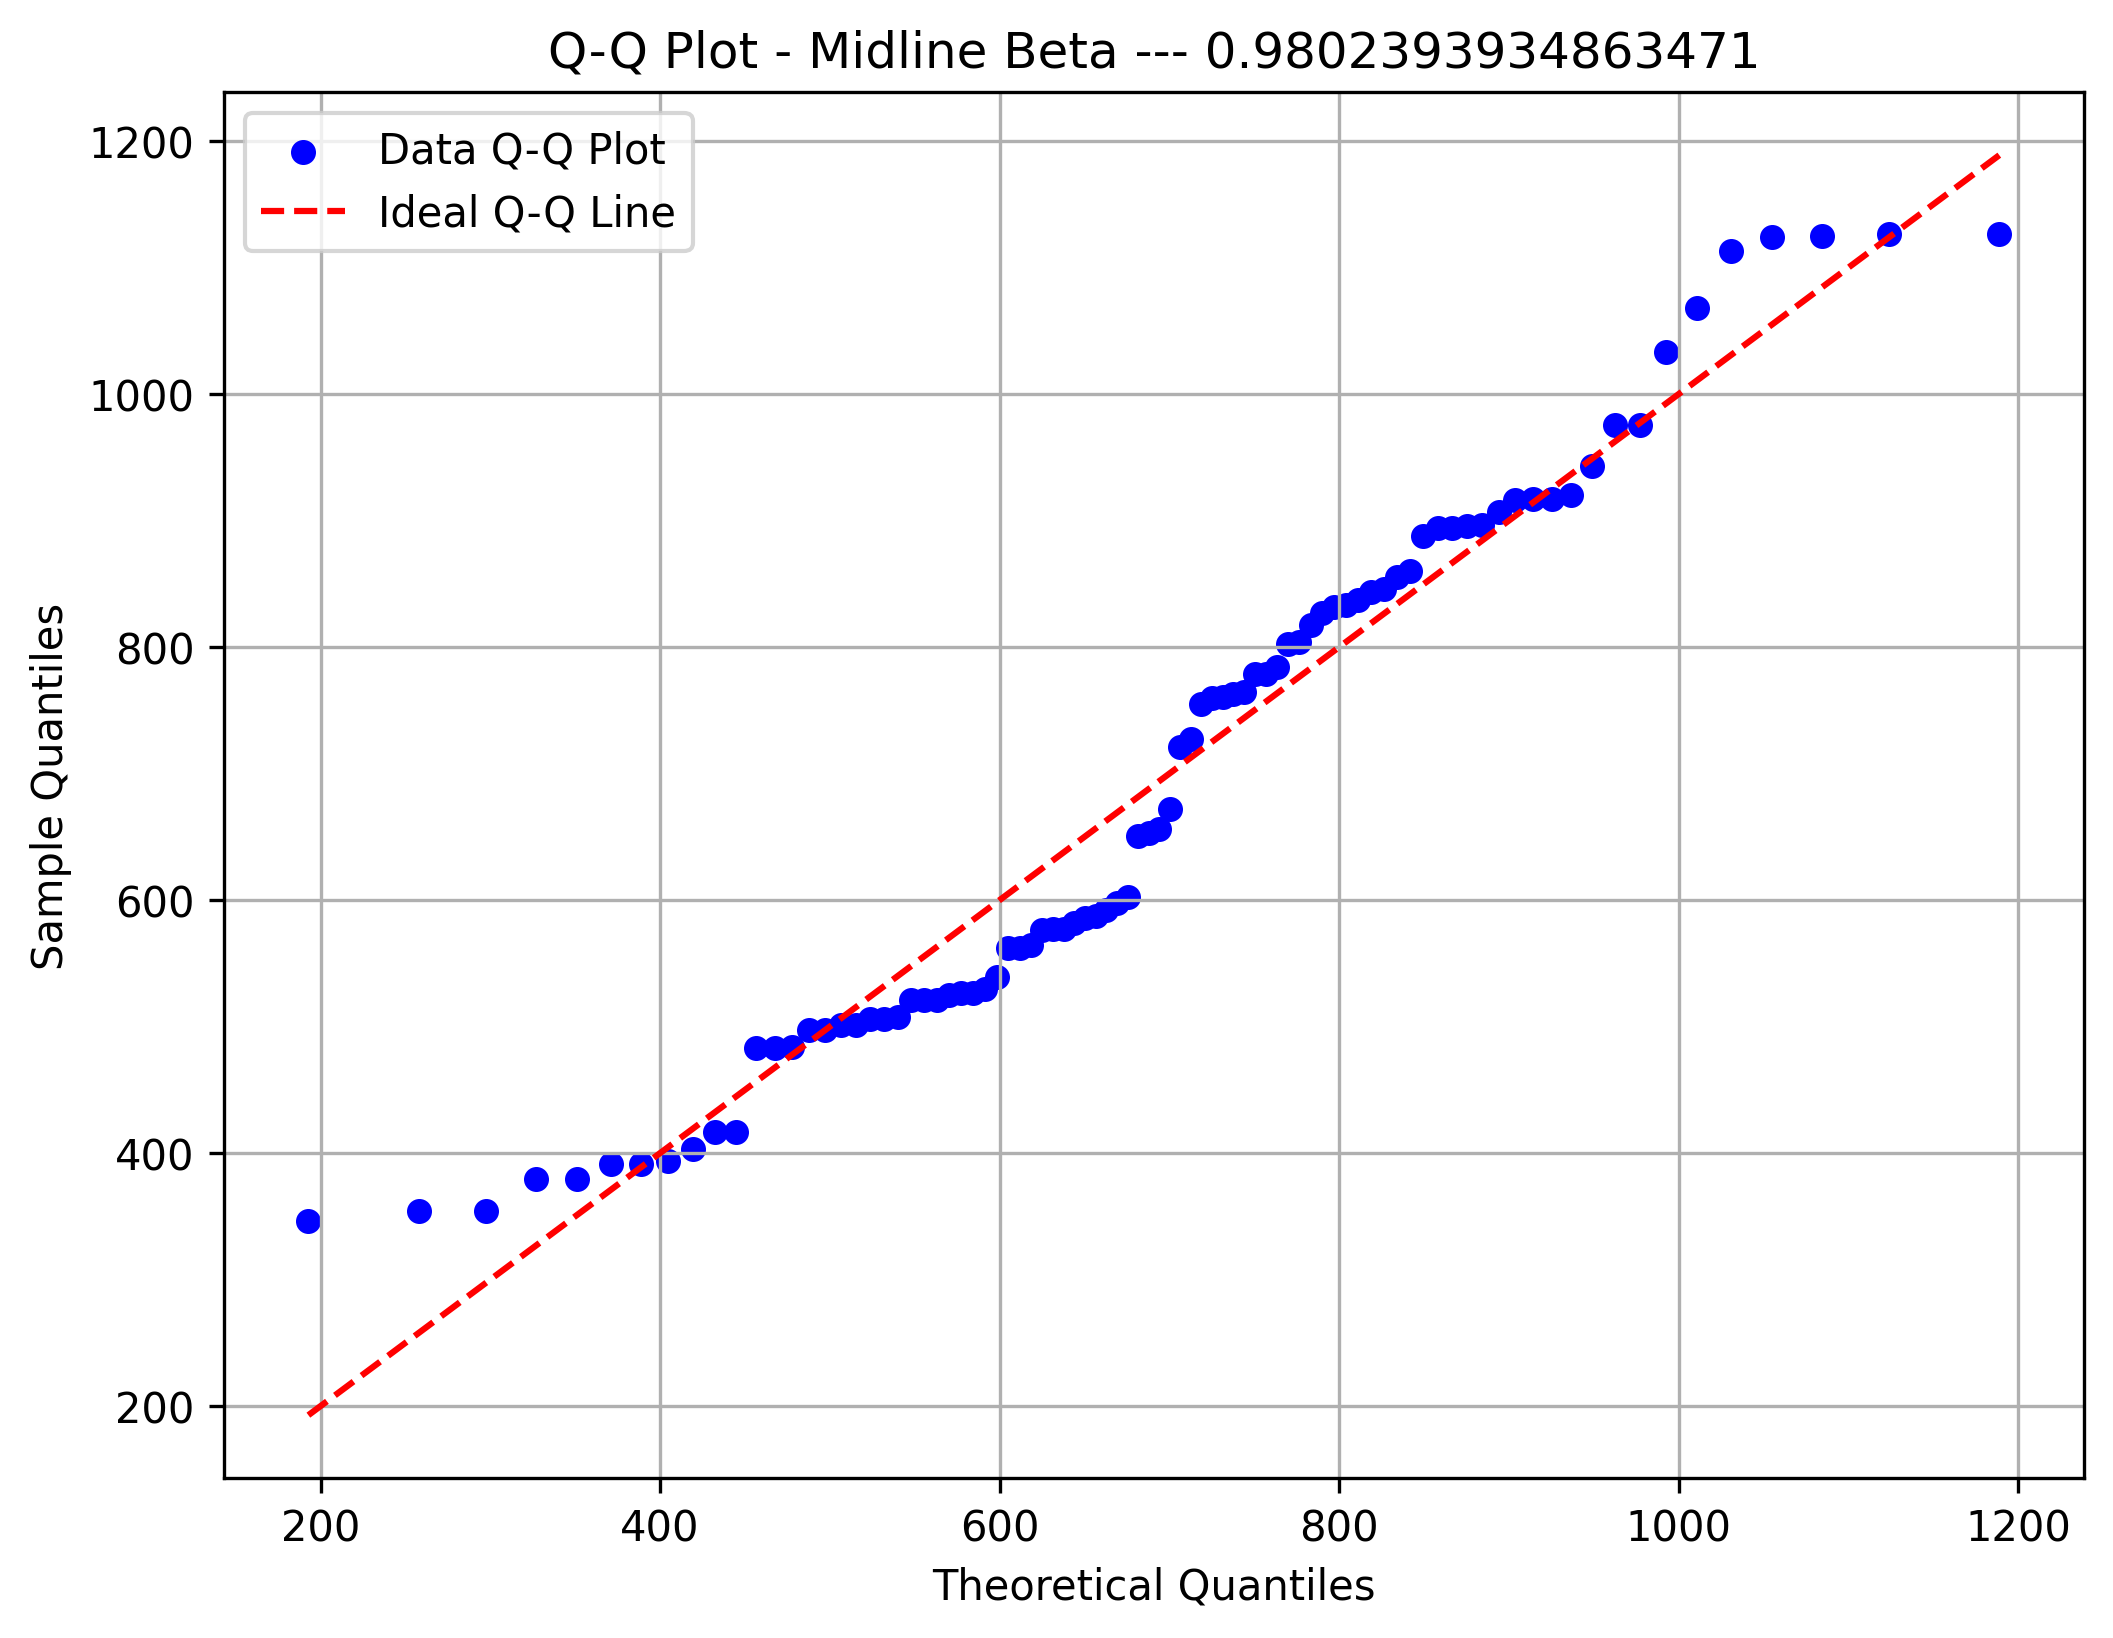 Q-Q Plot - Midline Beta --- 0.9802393934863471
Data Q-Q Plot
Ideal Q-Q Line
1200
1000
800
600
400
200
Sample Quantiles
200 400 600 800 1000 1200
Theoretical Quantiles